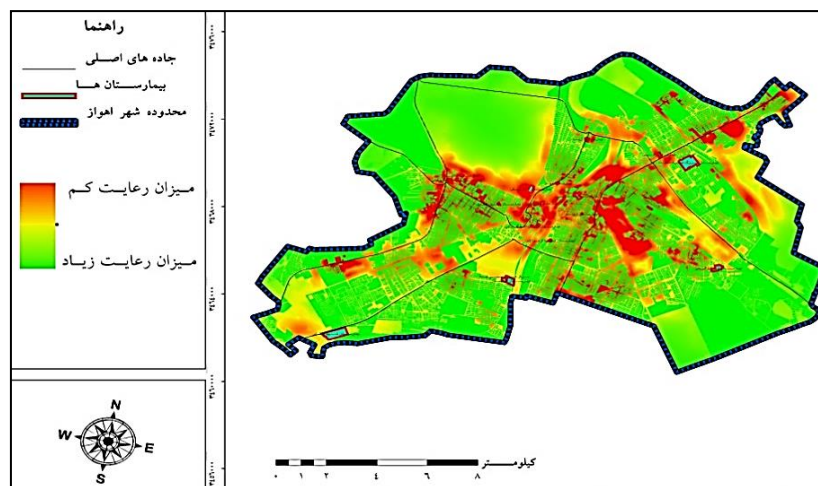 راهنما
جاده های اصلی
بیمارستان هـا
محدوده شهر اهواز
میزان رعایت کم
میزان رعایت زیاد
N
W E
S
کیلومتر
۰ ۱ ۲ ۴ ۶ ۸